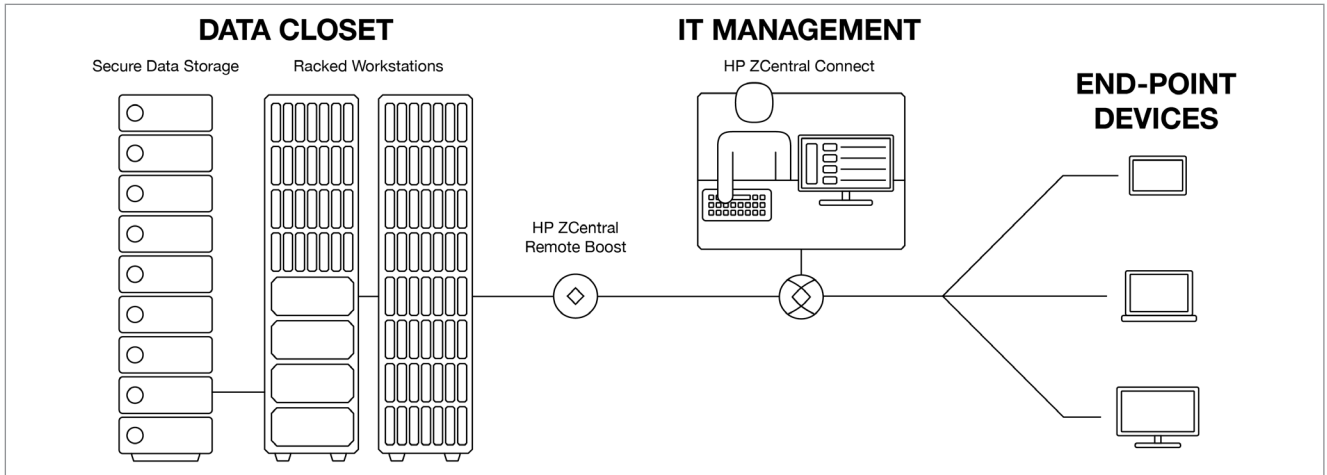 DATA CLOSET
Secure Data Storage
Racked Workstations
HP ZCentral
Remote Boost
IT MANAGEMENT
HP ZCentral Connect
END-POINT
DEVICES